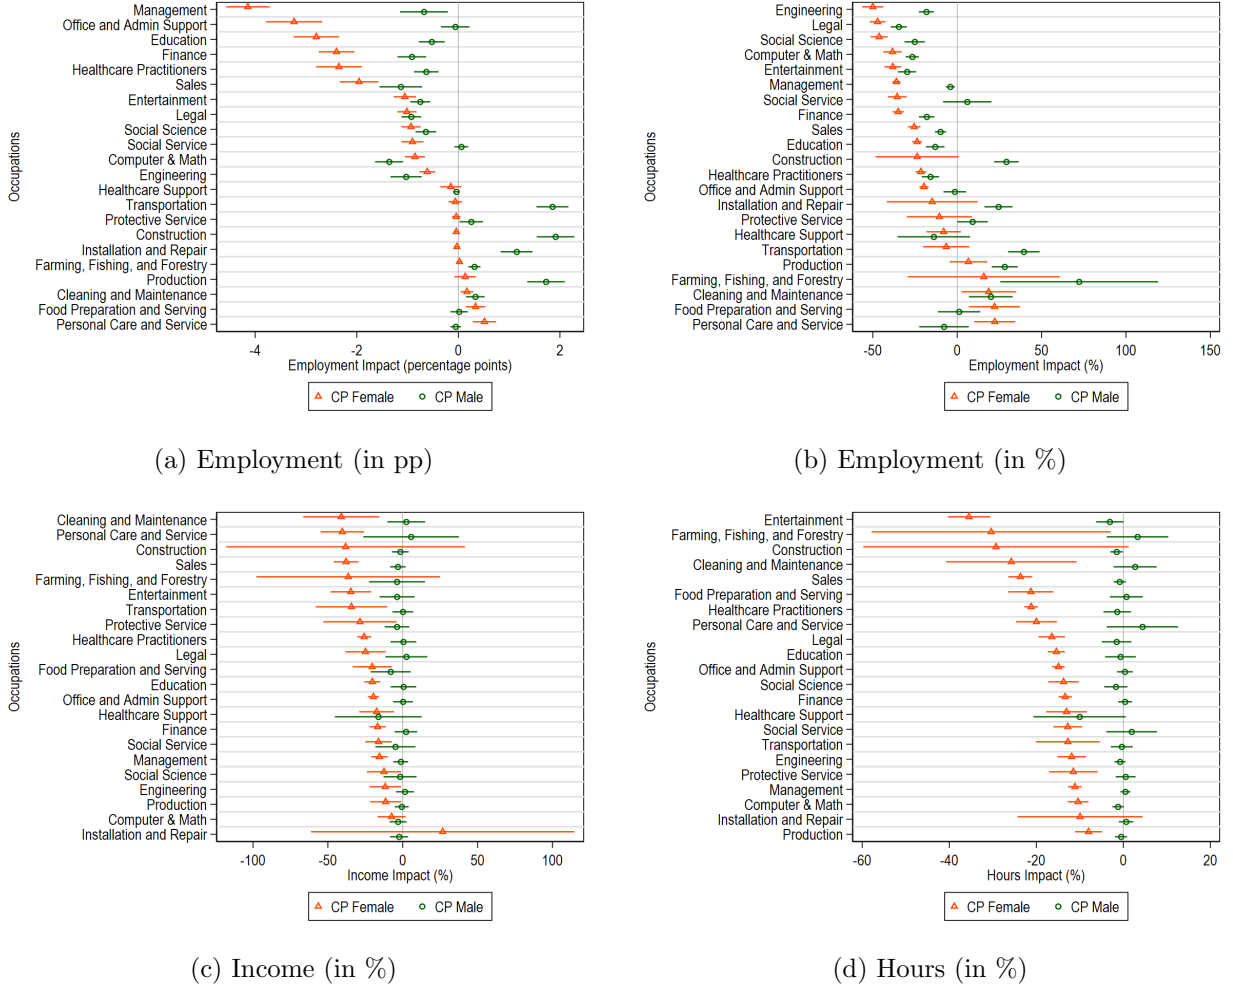 Occupations
Management
Office and Admin Support
Education
Finance
Healthcare Practitioners
Sales
Entertainment
Legal
Social Science
Social Service
Computer & Math
Engineering
Healthcare Support
Transportation
Protective Service
Construction
Installation and Repair
Farming, Fishing, and Forestry
Production
Cleaning and Maintenance
Food Preparation and Serving
Personal Care and Service
-4 -2 0 2
Employment Impact (percentage points)
CP Female CP Male
(a) Employment (in pp)
Occupations
Engineering
Legal
Social Science
Computer & Math
Entertainment
Management
Social Service
Finance
Sales
Education
Construction
Healthcare Practitioners
Office and Admin Support
Installation and Repair
Protective Service
Healthcare Support
Transportation
Production
Farming, Fishing, and Forestry
Cleaning and Maintenance
Food Preparation and Serving
Personal Care and Service
-50 0 50 100 150
Employment Impact (%)
CP Female CP Male
(b) Employment (in %)
Occupations
Cleaning and Maintenance
Personal Care and Service
Construction
Sales
Farming, Fishing, and Forestry
Entertainment
Transportation
Protective Service
Healthcare Practitioners
Legal
Food Preparation and Serving
Education
Office and Admin Support
Healthcare Support
Finance
Social Service
Management
Social Science
Engineering
Production
Computer & Math
Installation and Repair
-100 -50 0 50 100
Income Impact (%)
CP Female CP Male
(c) Income (in %)
Occupations
Entertainment
Farming, Fishing, and Forestry
Construction
Cleaning and Maintenance
Sales
Food Preparation and Serving
Healthcare Practitioners
Personal Care and Service
Legal
Education
Office and Admin Support
Social Science
Finance
Healthcare Support
Social Service
Transportation
Engineering
Protective Service
Management
Computer & Math
Installation and Repair
Production
-60 -40 -20 0 20
Hours Impact (%)
CP Female CP Male
(d) Hours (in %)